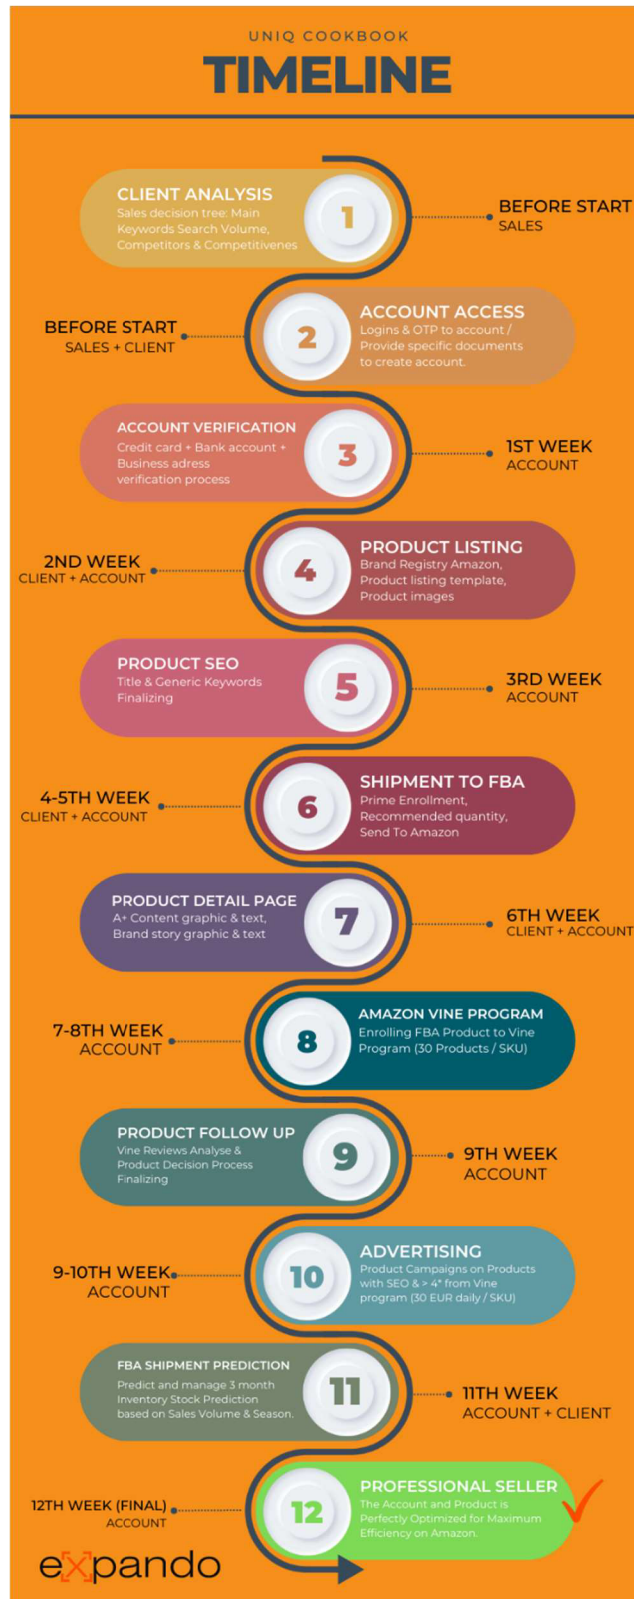 UNIQ COOKBOOK
TIMELINE
CLIENT ANALYSIS
Sales decision tree: Main
Keywords Search Volume,
Competitors & Competitivenes
1
BEFORE START
SALES
BEFORE START
SALES + CLIENT
2
ACCOUNT ACCESS
Logins & OTP to account /
Provide specific documents
to create account.
ACCOUNT VERIFICATION
Credit card + Bank account +
Business adress
verification process
3
1ST WEEK
ACCOUNT
2ND WEEK
CLIENT + ACCOUNT
4
PRODUCT LISTING
Brand Registry Amazon,
Product listing template,
Product images
PRODUCT SEO
Title & Generic Keywords
Finalizing
5
3RD WEEK
ACCOUNT
4-5TH WEEK
CLIENT + ACCOUNT
6
SHIPMENT TO FBA
Prime Enrollment,
Recommended quantity,
Send To Amazon
PRODUCT DETAIL PAGE
A+ Content graphic & text,
Brand story graphic & text
7
6TH WEEK
CLIENT + ACCOUNT
7-8TH WEEK
ACCOUNT
8
AMAZON VINE PROGRAM
Enrolling FBA Product to Vine
Program (30 Products / SKU)
PRODUCT FOLLOW UP
Vine Reviews Analyse &
Product Decision Process
Finalizing
9
9TH WEEK
ACCOUNT
9-10TH WEEK
ACCOUNT
10
ADVERTISING
Product Campaigns on Products
with SEO & > 4* from Vine
program (30 EUR daily / SKU)
FBA SHIPMENT PREDICTION
Predict and manage 3 month
Inventory Stock Prediction
based on Sales Volume & Season.
11
11TH WEEK
ACCOUNT + CLIENT
12TH WEEK (FINAL)
ACCOUNT
12
PROFESSIONAL SELLER
The Account and Product is
Perfectly Optimized for Maximum
Efficiency on Amazon.
expando